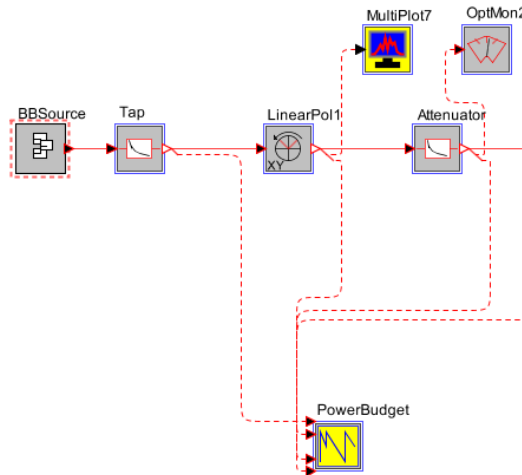 MultiPlot7
OptMon2
BBSource
Tap
LinearPol1
Attenuator
XY
PowerBudget